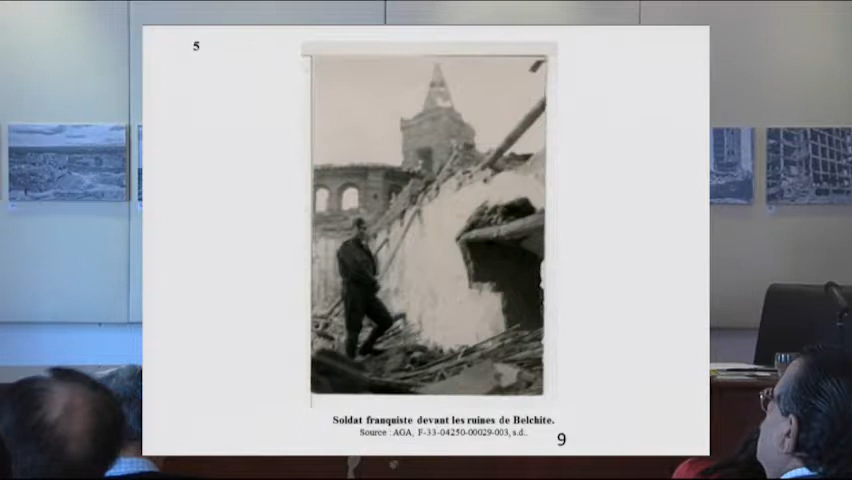 5
Soldat franquiste devant les ruines de Belchite.
Source : AGA, F-33-04250-00029-003, s.d..
9